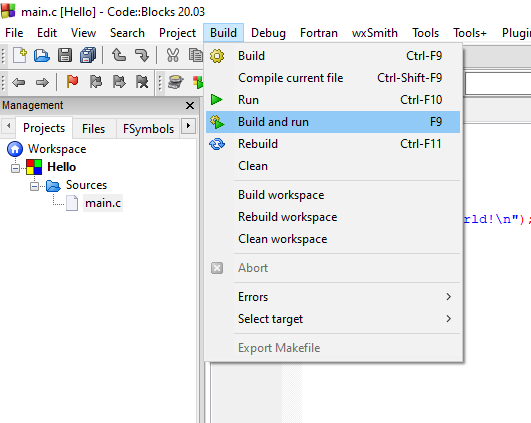 main.c [Hello] - Code::Blocks 20.03
File Edit View Search Project Build Debug Fortran wxSmith Tools Tools+ Plugins
Management
Projects Files FSymbols
Workspace
Hello
Sources
main.c
Build Ctrl-F9
Compile current file Ctrl-Shift-F9
Run Ctrl-F10
Build and run F9
Rebuild Ctrl-F11
Clean
Build workspace
Rebuild workspace
Clean workspace
Abort
Errors
Select target
Export Makefile
rld!\n");